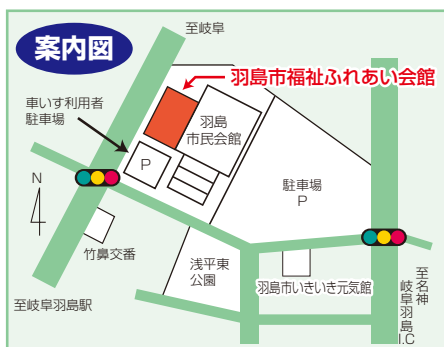 案内図
至岐阜
羽島市福祉ふれあい会館
車いす利用者
駐車場
羽島
市民会館
P
N
駐車場
P
竹鼻交番
浅平東
公園
羽島市いきいき元気館
至岐阜羽島駅
至名神
岐阜羽島I.C